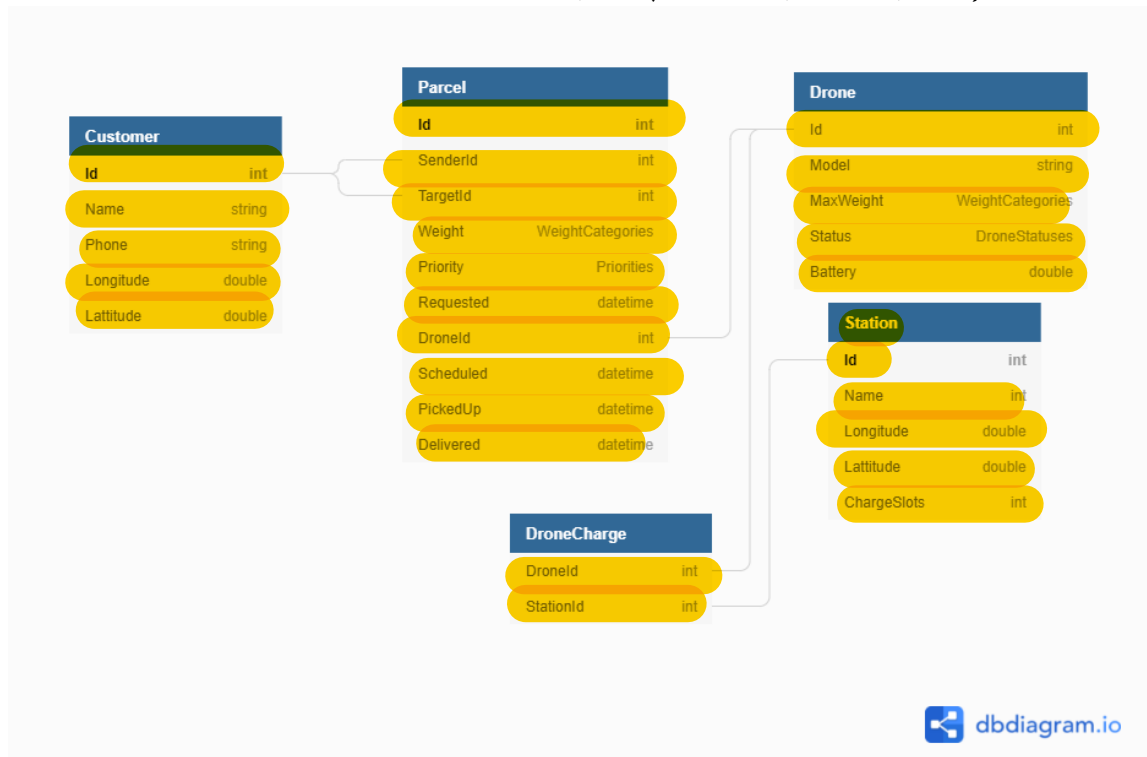 Customer
Id int
Name string
Phone string
Longitude double
Lattitude double
Parcel
Id int
SenderId int
TargetId int
Weight WeightCategories
Priority Priorities
Requested datetime
DroneId int
Scheduled datetime
PickedUp datetime
Delivered datetime
Drone
Id int
Model string
MaxWeight WeightCategories
Status DroneStatuses
Battery double
Station
Id int
Name int
Longitude double
Lattitude double
ChargeSlots int
DroneCharge
DroneId int
StationId int
dbdiagram.io